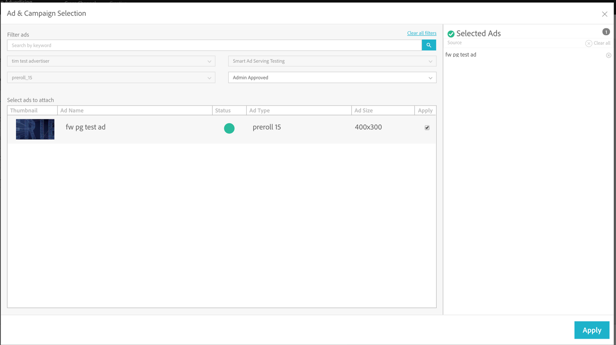 Ad & Campaign Selection
Filter ads
Clear all filters
Search by keyword
tim test advertiser
Smart Ad Serving Testing
preroll_15
Admin Approved
Select ads to attach
Thumbnail Ad Name Status Ad Type Ad Size Apply
fw pg test ad preroll 15 400x300
Selected Ads 1
Source Clear all
fw pg test ad
Apply